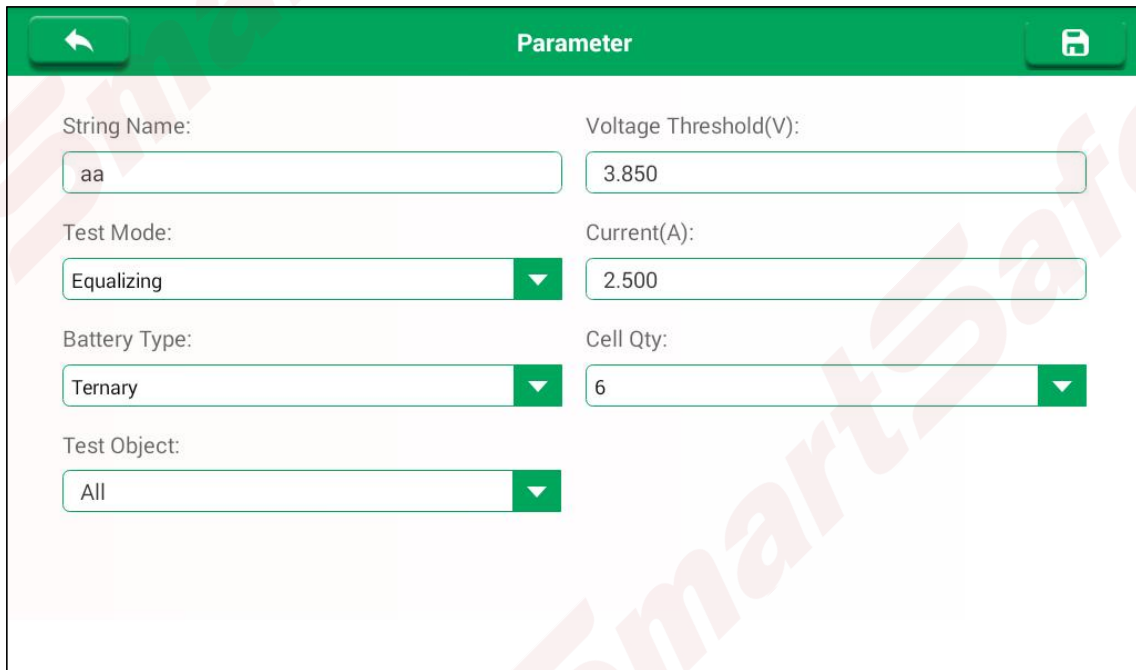 Parameter
String Name:
Voltage Threshold(V):
aa
3.850
Test Mode:
Current(A):
Equalizing
2.500
Battery Type:
Cell Qty:
Ternary
6
Test Object:
All
SmartSafe